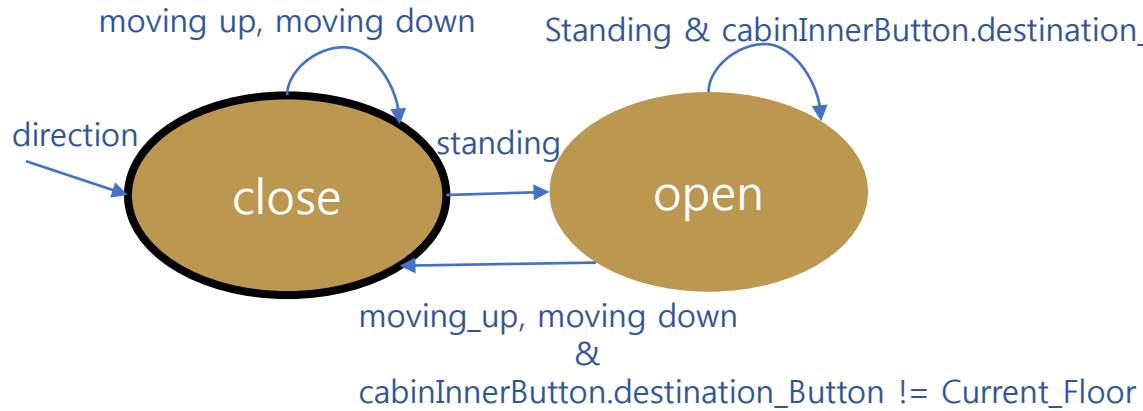 moving up, moving down
Standing & cabinInnerButton.destination_
direction
standing
close
open
moving_up, moving down
&
cabinInnerButton.destination_Button != Current_Floor